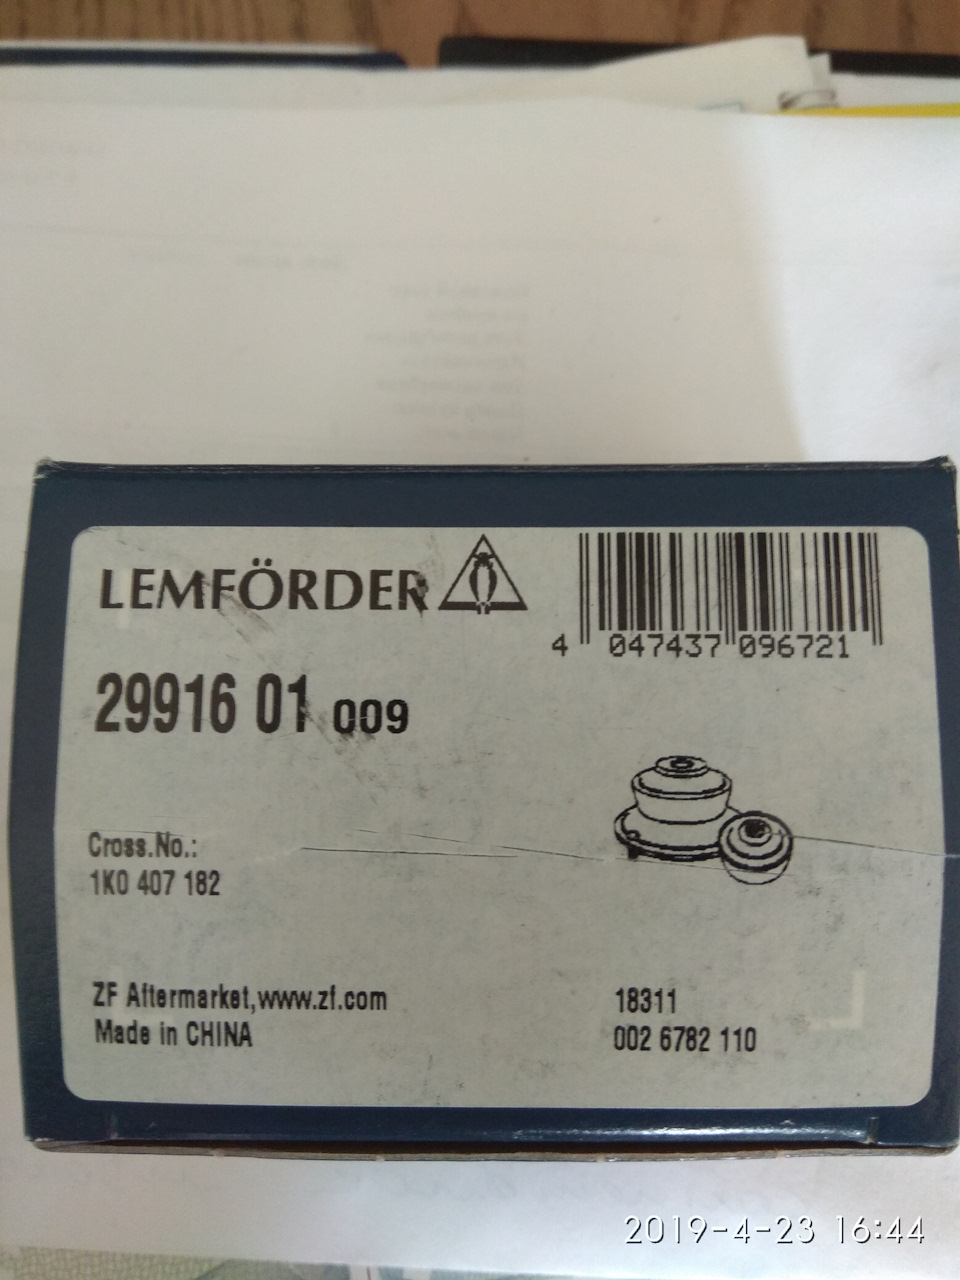 LEMFÖRDER
4 047437 096721
29916 01 009
Cross.No.:
1K0 407 182
ZF Aftermarket,www.zf.com
Made in CHINA
18311
002 6782 110
2019-4-23 16:44